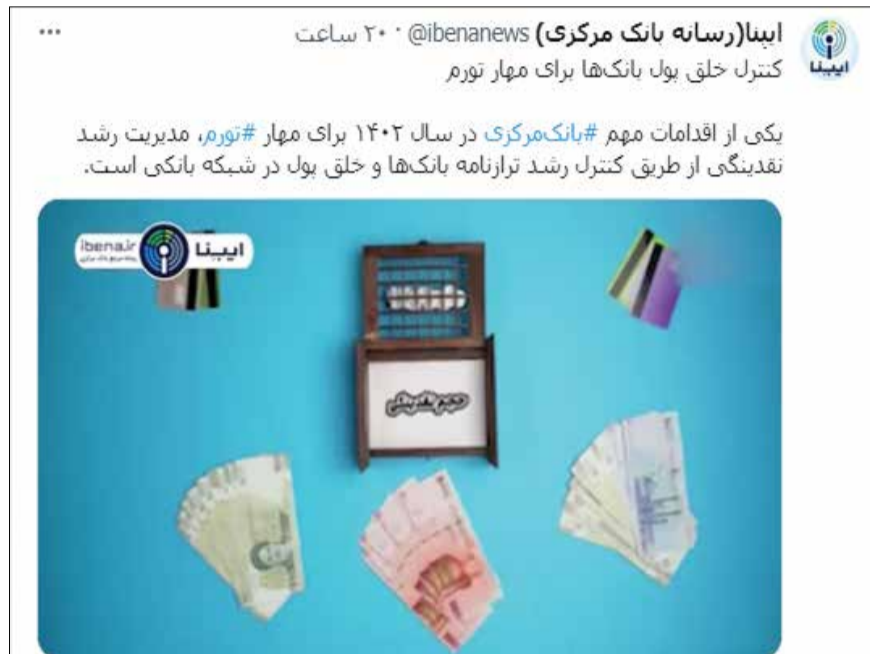 ایبنا(رسانه بانک مرکزی) @ibenanews · ۲۰ ساعت
کنترل خلق پول بانک‌ها برای مهار تورم
یکی از اقدامات مهم #بانک‌مرکزی در سال ۱۴۰۲ برای مهار #تورم، مدیریت رشد
نقدینگی از طریق کنترل رشد ترازنامه بانک‌ها و خلق پول در شبکه بانکی است.
ایبنا
ibena.ir
ایبنا
حجم نقدینگی